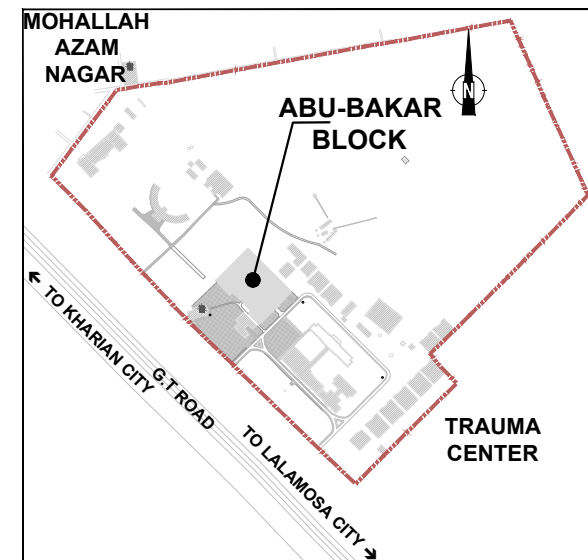 MOHALLAH
AZAM
NAGAR
N
ABU-BAKAR
BLOCK
TO KHARIAN CITY
G.T ROAD
TO LALAMOSA CITY
TRAUMA
CENTER